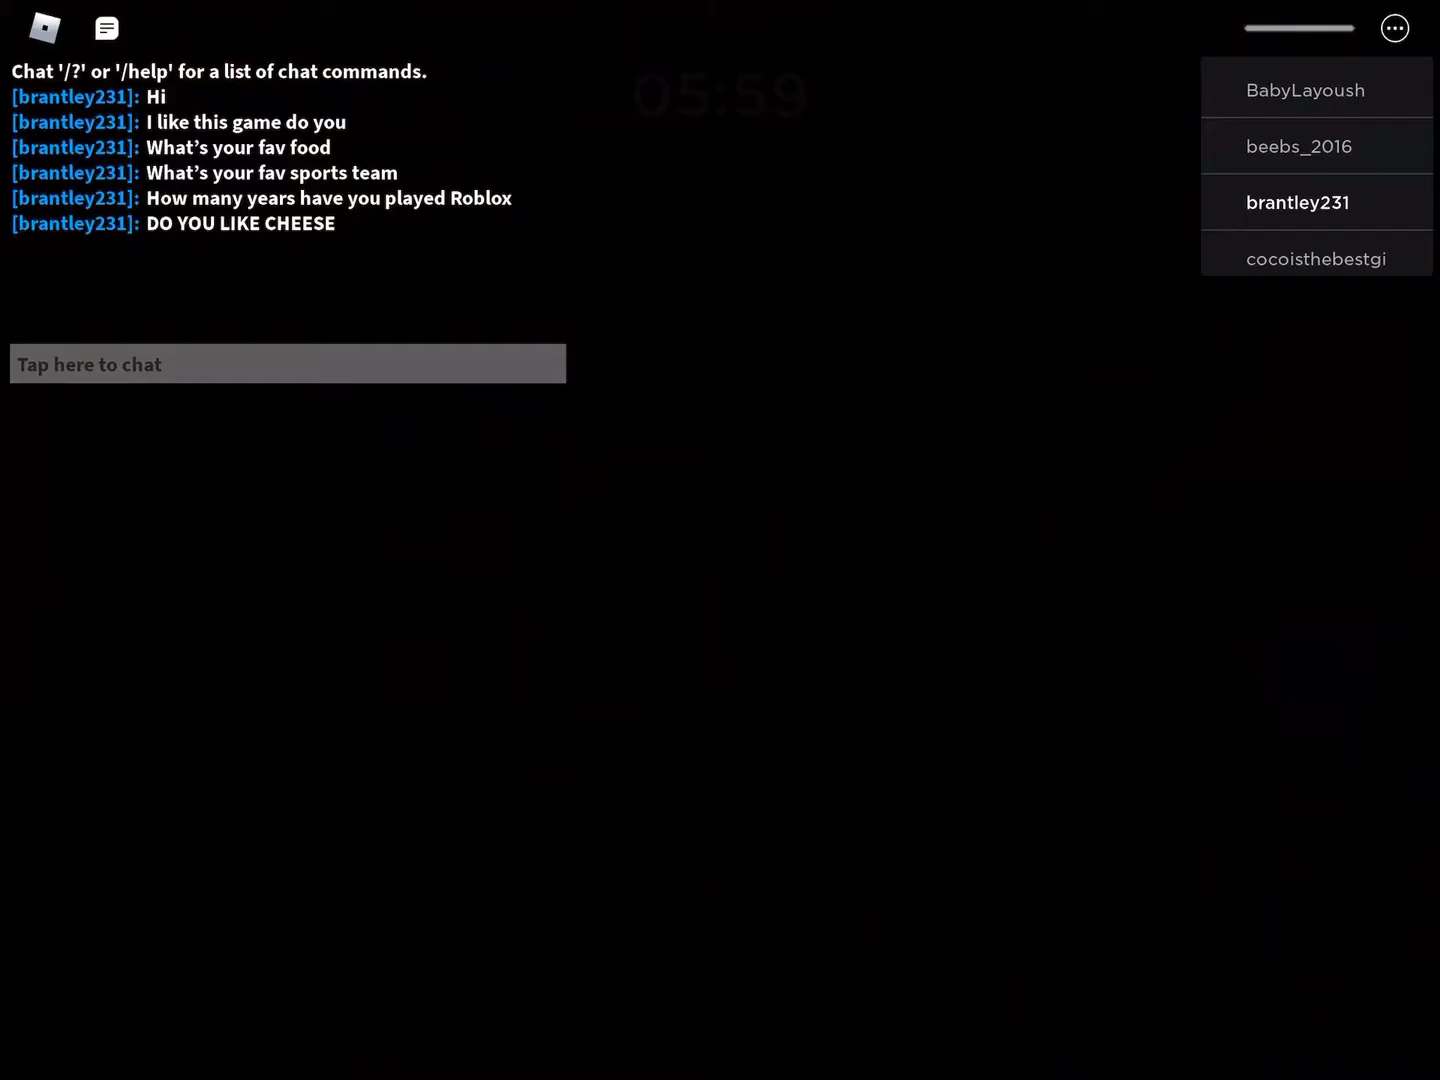 05:59
Chat '/?' or '/help' for a list of chat commands.
[brantley231]: Hi
[brantley231]: I like this game do you
[brantley231]: What’s your fav food
[brantley231]: What’s your fav sports team
[brantley231]: How many years have you played Roblox
[brantley231]: DO YOU LIKE CHEESE
Tap here to chat
BabyLayoush
beebs_2016
brantley231
cocoisthebestgi